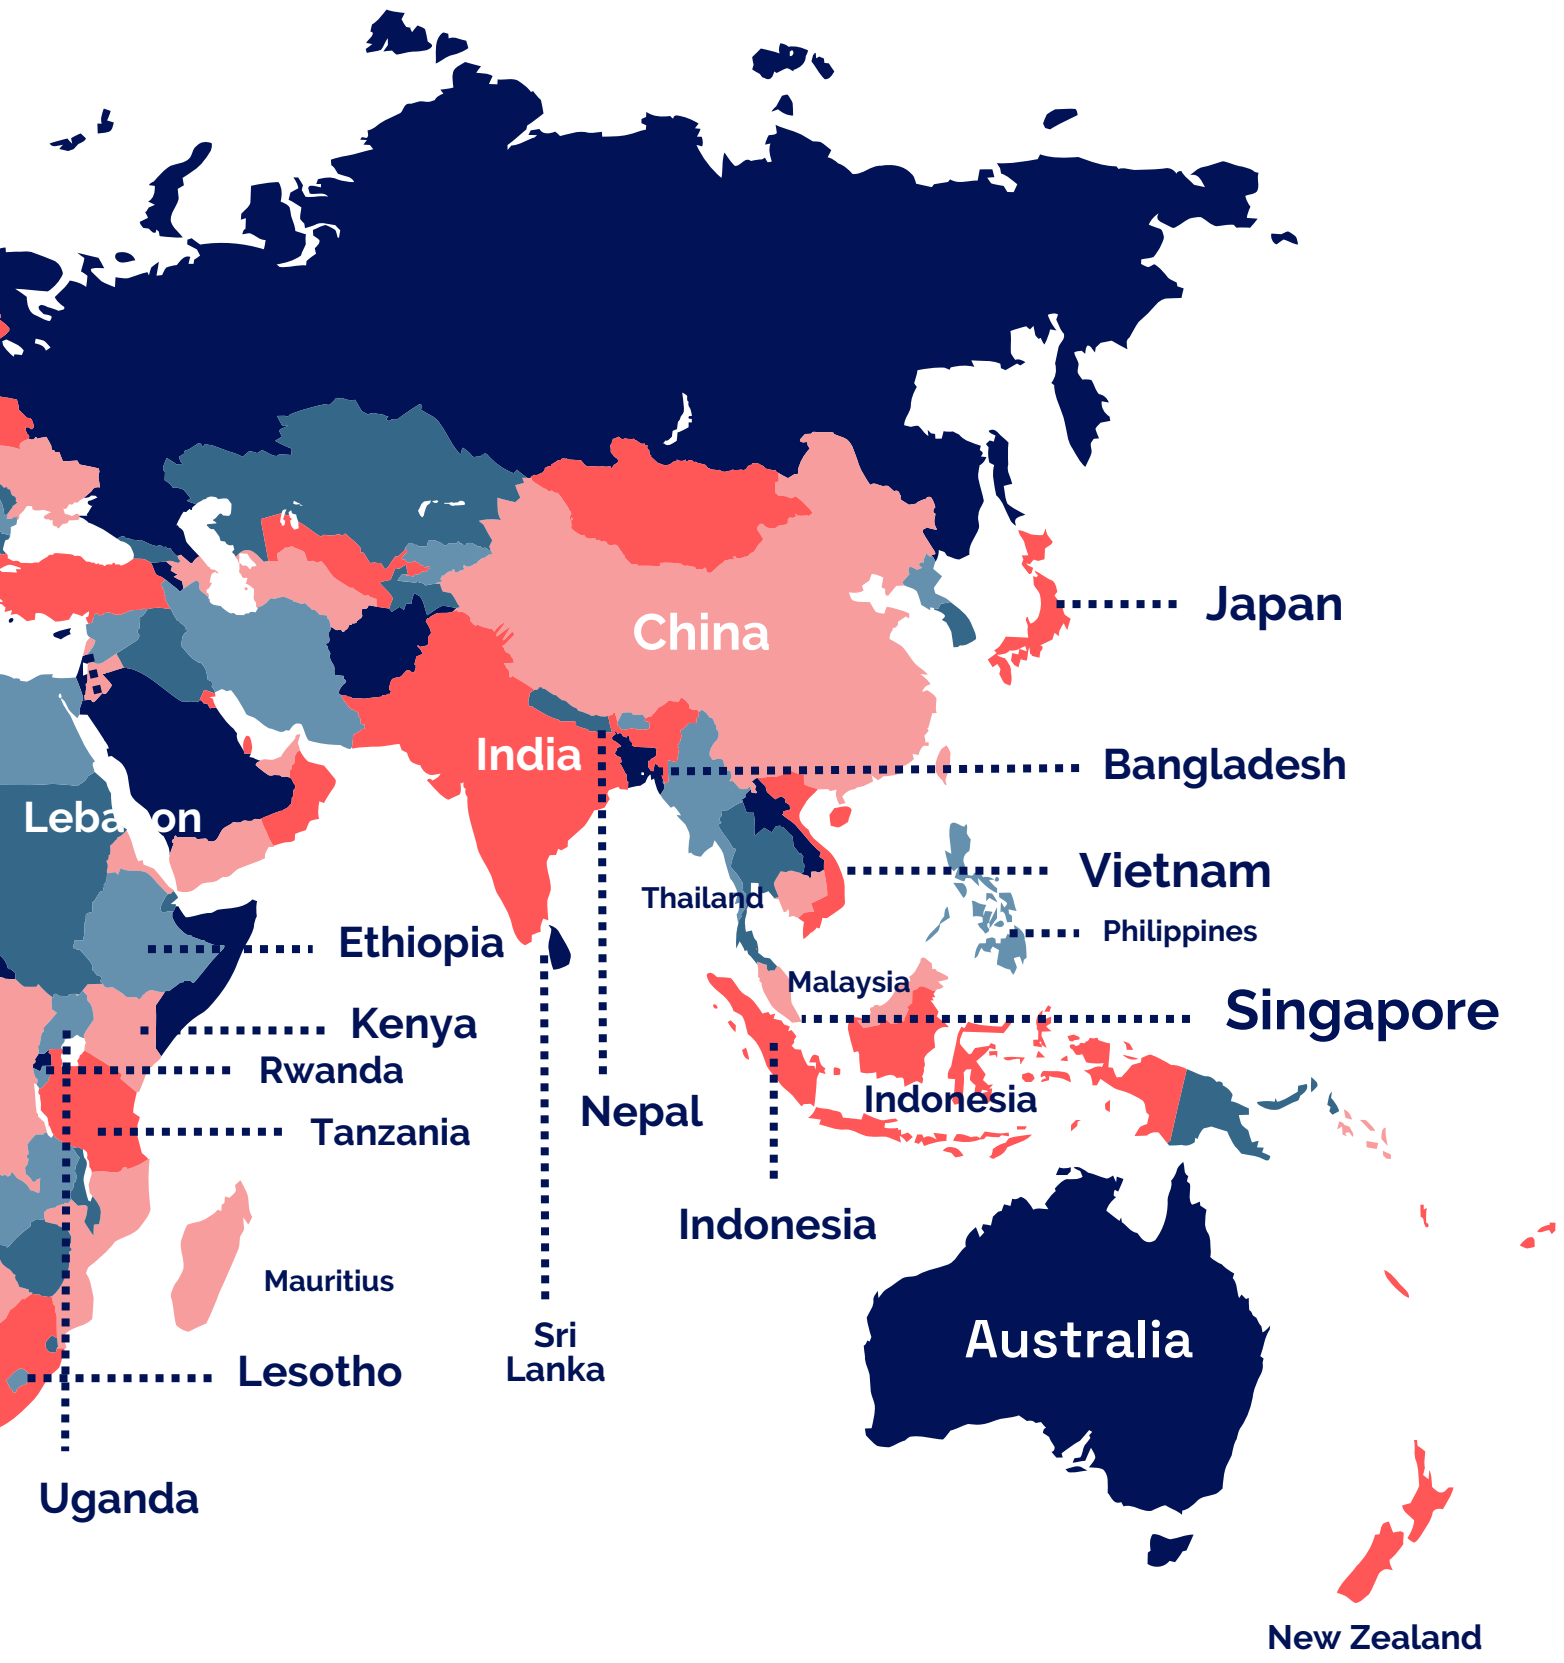 Japan
China
India
Bangladesh
Lebanon
Vietnam
Thailand
Philippines
Ethiopia
Malaysia
Singapore
Kenya
Rwanda
Indonesia
Nepal
Tanzania
Indonesia
Mauritius
Sri
Lanka
Australia
Lesotho
Uganda
New Zealand